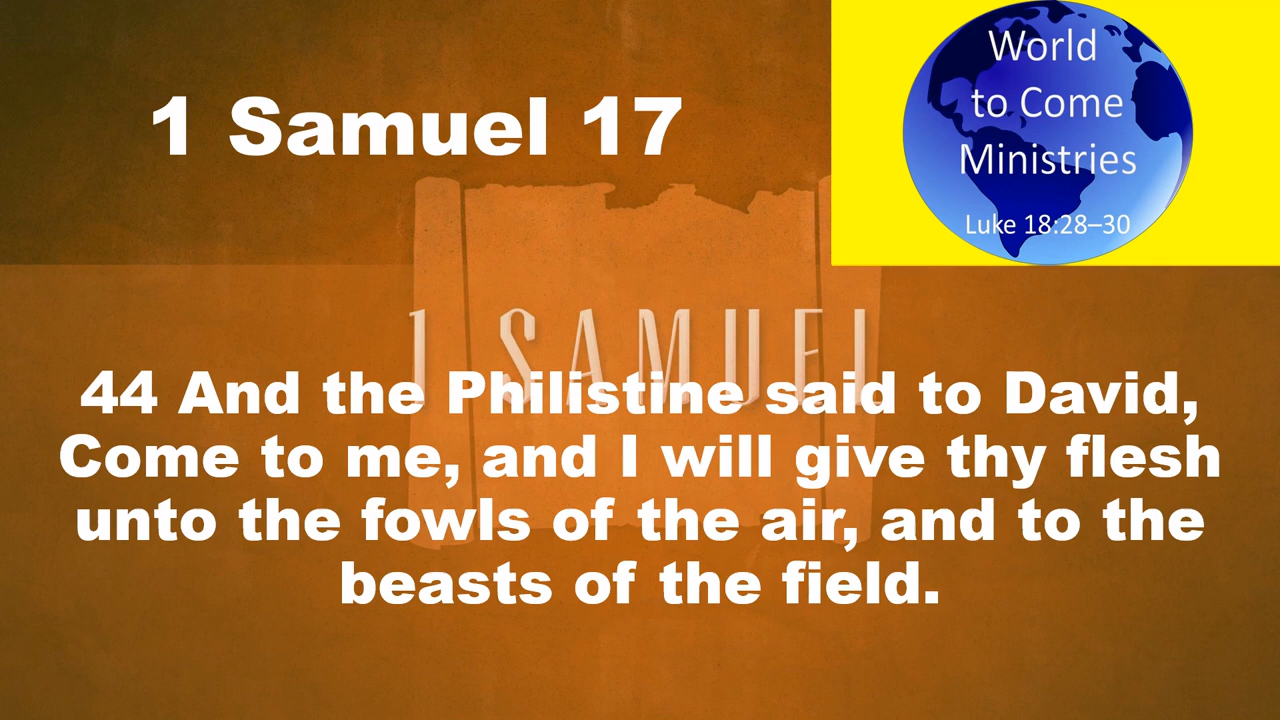 1 Samuel 17
World
to Come
Ministries
Luke 18:28–30
1 SAMUEL
44 And the Philistine said to David,
Come to me, and I will give thy flesh
unto the fowls of the air, and to the
beasts of the field.